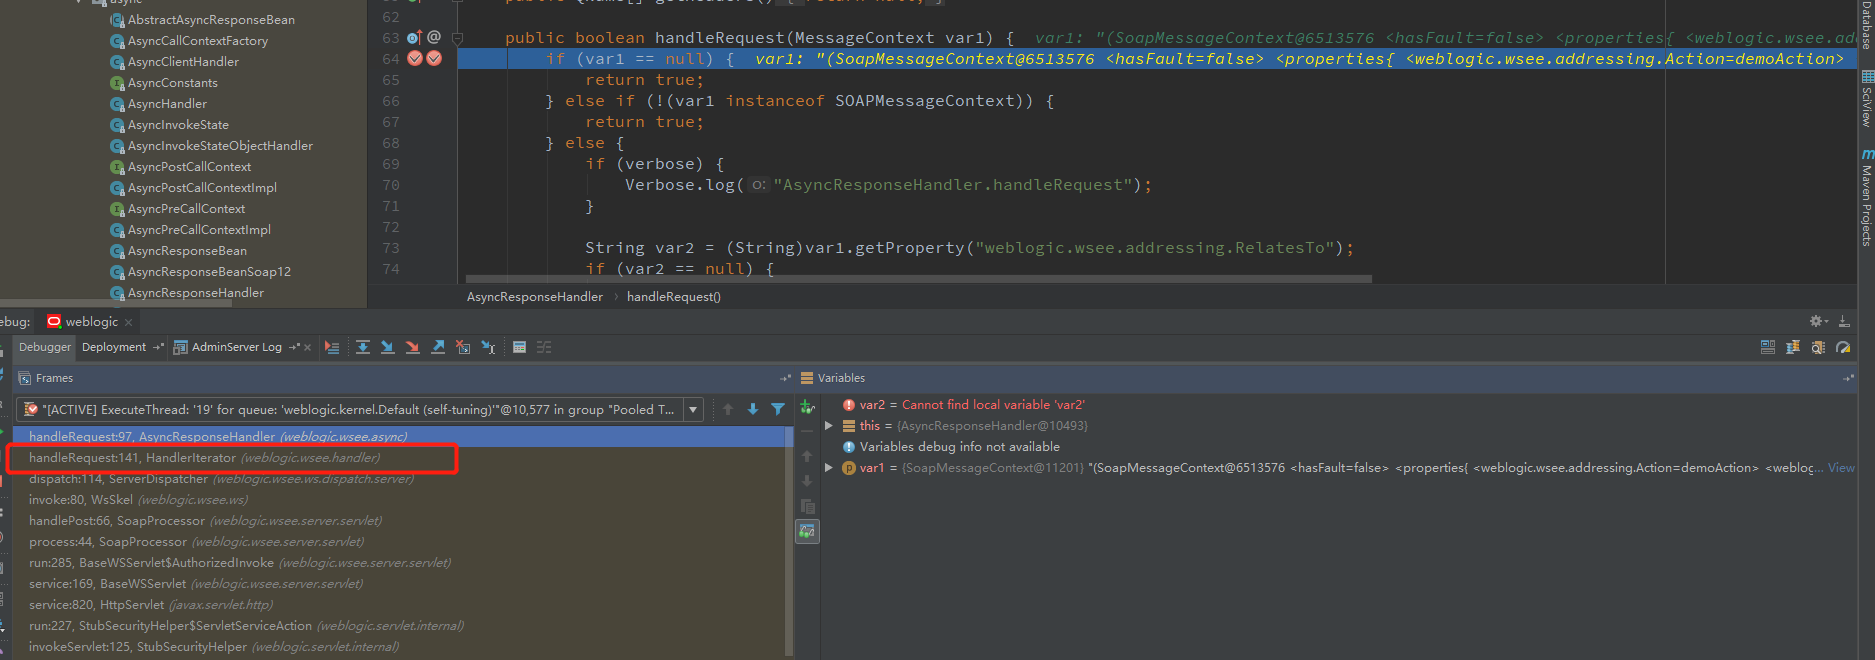 async
AbstractAsyncResponseBean
AsyncCallContextFactory
AsyncClientHandler
AsyncConstants
AsyncHandler
AsyncInvokeState
AsyncInvokeStateObjectHandler
AsyncPostCallContext
AsyncPostCallContextImpl
AsyncPreCallContext
AsyncPreCallContextImpl
AsyncResponseBean
AsyncResponseBeanSoap12
AsyncResponseHandler
62
63 @ public boolean handleRequest(MessageContext var1) { var1: "(SoapMessageContext@6513576 <hasFault=false> <properties{ <weblogic.wsee.add
64 if (var1 == null) { var1: "(SoapMessageContext@6513576 <hasFault=false> <properties{ <weblogic.wsee.addressing.Action=demoAction>
65 return true;
66 } else if (!(var1 instanceof SOAPMessageContext)) {
67 return true;
68 } else {
69 if (verbose) {
70 Verbose.log( o: "AsyncResponseHandler.handleRequest");
71 }
72
73 String var2 = (String)var1.getProperty("weblogic.wsee.addressing.RelatesTo");
74 if (var2 == null) {
AsyncResponseHandler › handleRequest()
Database
SciView
Maven Projects
ebug: weblogic ×
Debugger Deployment AdminServer Log ×
Frames
"[ACTIVE] ExecuteThread: '19' for queue: 'weblogic.kernel.Default (self-tuning)'"@10,577 in group "Pooled T...
handleRequest:97, AsyncResponseHandler (weblogic.wsee.async)
handleRequest:141, HandlerIterator (weblogic.wsee.handler)
dispatch:114, ServerDispatcher (weblogic.wsee.ws.dispatch.server)
invoke:80, WsSkel (weblogic.wsee.ws)
handlePost:66, SoapProcessor (weblogic.wsee.server.servlet)
process:44, SoapProcessor (weblogic.wsee.server.servlet)
run:285, BaseWSServlet$AuthorizedInvoke (weblogic.wsee.server.servlet)
service:169, BaseWSServlet (weblogic.wsee.server.servlet)
service:820, HttpServlet (javax.servlet.http)
run:227, StubSecurityHelper$ServletServiceAction (weblogic.servlet.internal)
invokeServlet:125, StubSecurityHelper (weblogic.servlet.internal)
Variables
var2 = Cannot find local variable 'var2'
this = {AsyncResponseHandler@10493}
Variables debug info not available
var1 = {SoapMessageContext@11201} "(SoapMessageContext@6513576 <hasFault=false> <properties{ <weblogic.wsee.addressing.Action=demoAction> <weblog... View